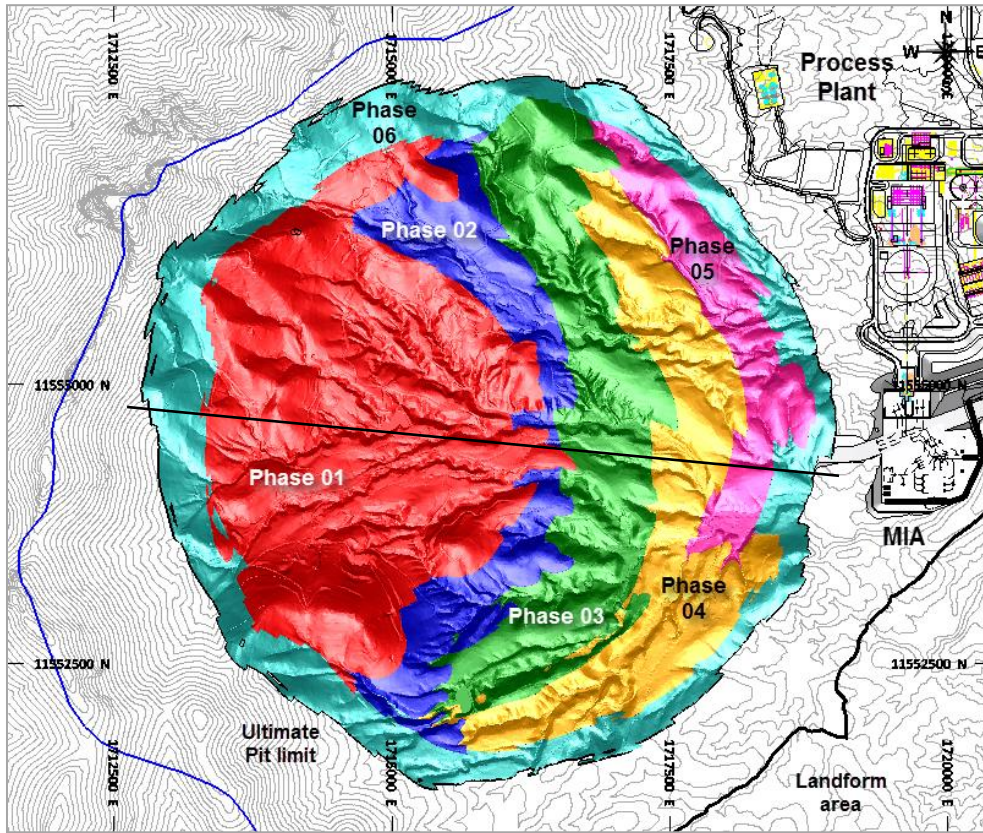 1712500 E
1715000 E
1717500 E
1720000 E
N
W
E
Process
Plant
Phase
06
Phase 02
Phase
05
11555000 N
11555000 N
Phase 01
MIA
Phase
04
Phase 03
11552500 N
11552500 N
Ultimate
Pit limit
Landform
area
1712500 E
1715000 E
1717500 E
1720000 E